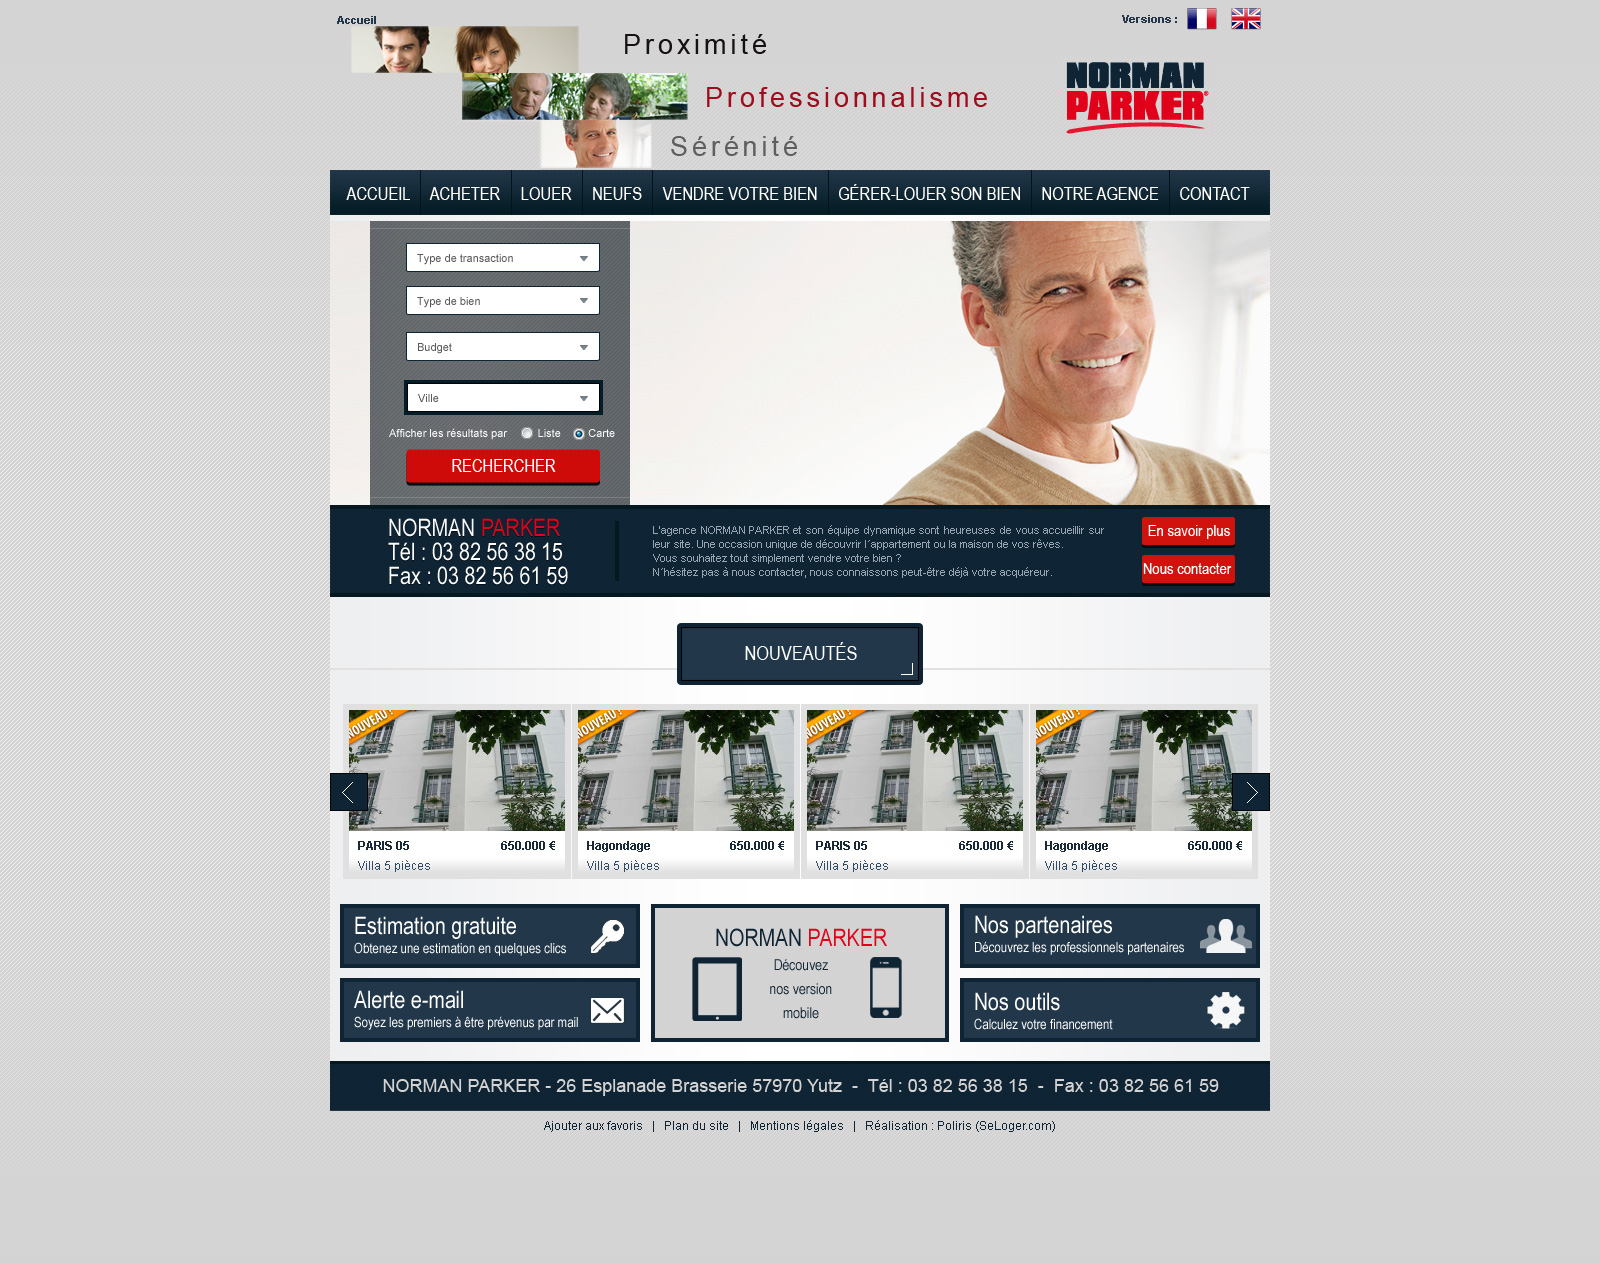 Accueil
Versions :
Proximité
Professionnalisme
Sérénité
NORMAN
PARKER®
ACCUEIL
ACHETER
LOUER
NEUFS
VENDRE VOTRE BIEN
GÉRER-LOUER SON BIEN
NOTRE AGENCE
CONTACT
Type de transaction
Type de bien
Budget
Ville
Afficher les résultats par Liste Carte
RECHERCHER
NORMAN PARKER
Tél : 03 82 56 38 15
Fax : 03 82 56 61 59
L'agence NORMAN PARKER et son équipe dynamique sont heureuses de vous accueillir sur
leur site. Une occasion unique de découvrir l´appartement ou la maison de vos rêves.
Vous souhaitez tout simplement vendre votre bien ?
N´hésitez pas à nous contacter, nous connaissons peut-être déjà votre acquéreur.
En savoir plus
Nous contacter
NOUVEAUTÉS
NOUVEAU !
NOUVEAU !
NOUVEAU !
NOUVEAU !
PARIS 05 650.000 €
Villa 5 pièces
Hagondage 650.000 €
Villa 5 pièces
PARIS 05 650.000 €
Villa 5 pièces
Hagondage 650.000 €
Villa 5 pièces
Estimation gratuite
Obtenez une estimation en quelques clics
Alerte e-mail
Soyez les premiers à être prévenus par mail
NORMAN PARKER
Découvez
nos version
mobile
Nos partenaires
Découvrez les professionnels partenaires
Nos outils
Calculez votre financement
NORMAN PARKER - 26 Esplanade Brasserie 57970 Yutz - Tél : 03 82 56 38 15 - Fax : 03 82 56 61 59
Ajouter aux favoris | Plan du site | Mentions légales | Réalisation : Poliris (SeLoger.com)